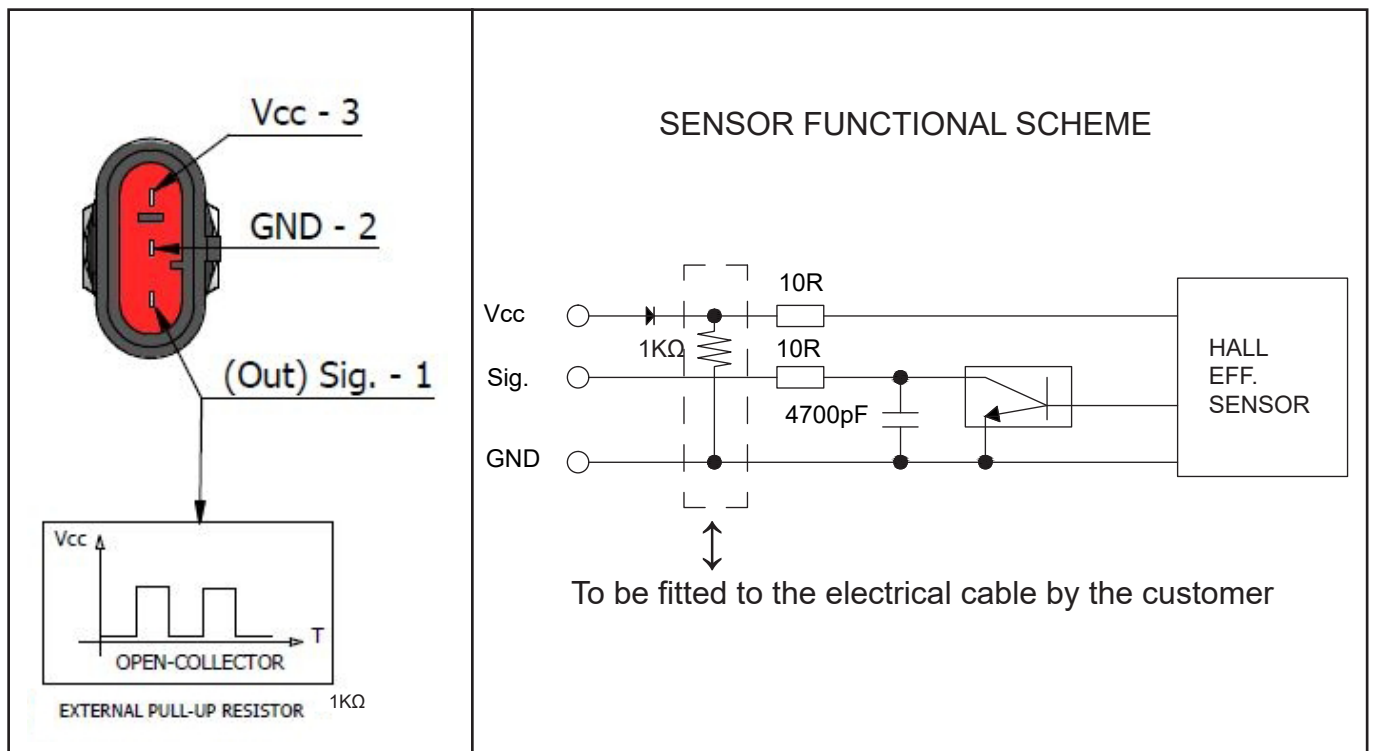 Vcc - 3
GND - 2
(Out) Sig. - 1
Vcc
T
OPEN-COLLECTOR
EXTERNAL PULL-UP RESISTOR 1KΩ
SENSOR FUNCTIONAL SCHEME
10R
Vcc
1KΩ 10R
Sig.
4700pF
GND
HALL
EFF.
SENSOR
To be fitted to the electrical cable by the customer